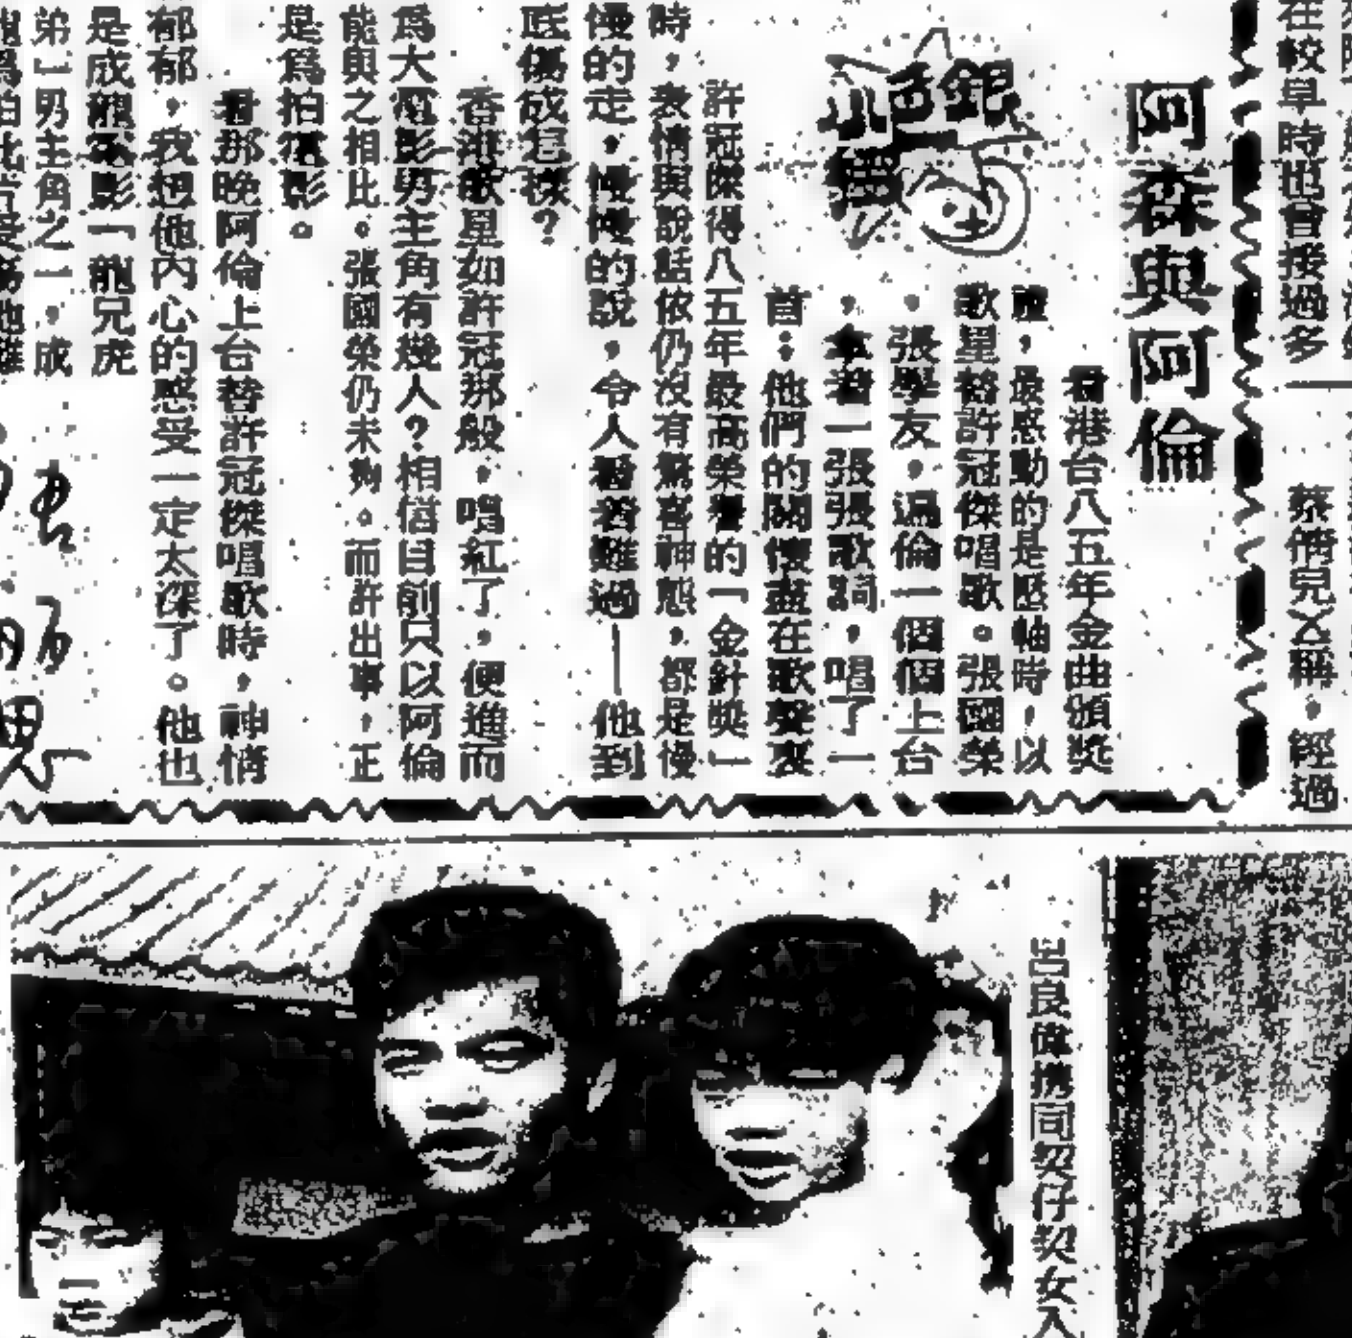 在較早時也曾接過多
蔡俏兒义稱，經過
阿森與阿倫
銀色小
看港台八五年金曲頒獎
禮，最感動的是壓軸時，以
歌星替許冠傑唱歌。張國榮
，張學友，過倫一個個上台
，拿着一張張歌詞，唱了一
首；他們的關懷盡在歌聲裏
許冠傑得八五年最高榮譽的「金針獎」
時，表情與說話依仍沒有驚喜神態，都是慢
慢的走，慢慢的說，令人看着難過——他到
底傷成怎樣？
香港歌星如許冠那般，唱紅了，便進而
為大電影男主角有幾人？相信目前只以阿倫
能與之相比。張國榮仍未夠。而許出事，正
是爲拍電影。
看那晚阿倫上台替許冠傑唱歌時，神情
郁郁，我想他內心的感受一定太深了。他也
是成龍電影「龍兄虎
弟」男主角之一，成
呂良偉携同契仔契女入